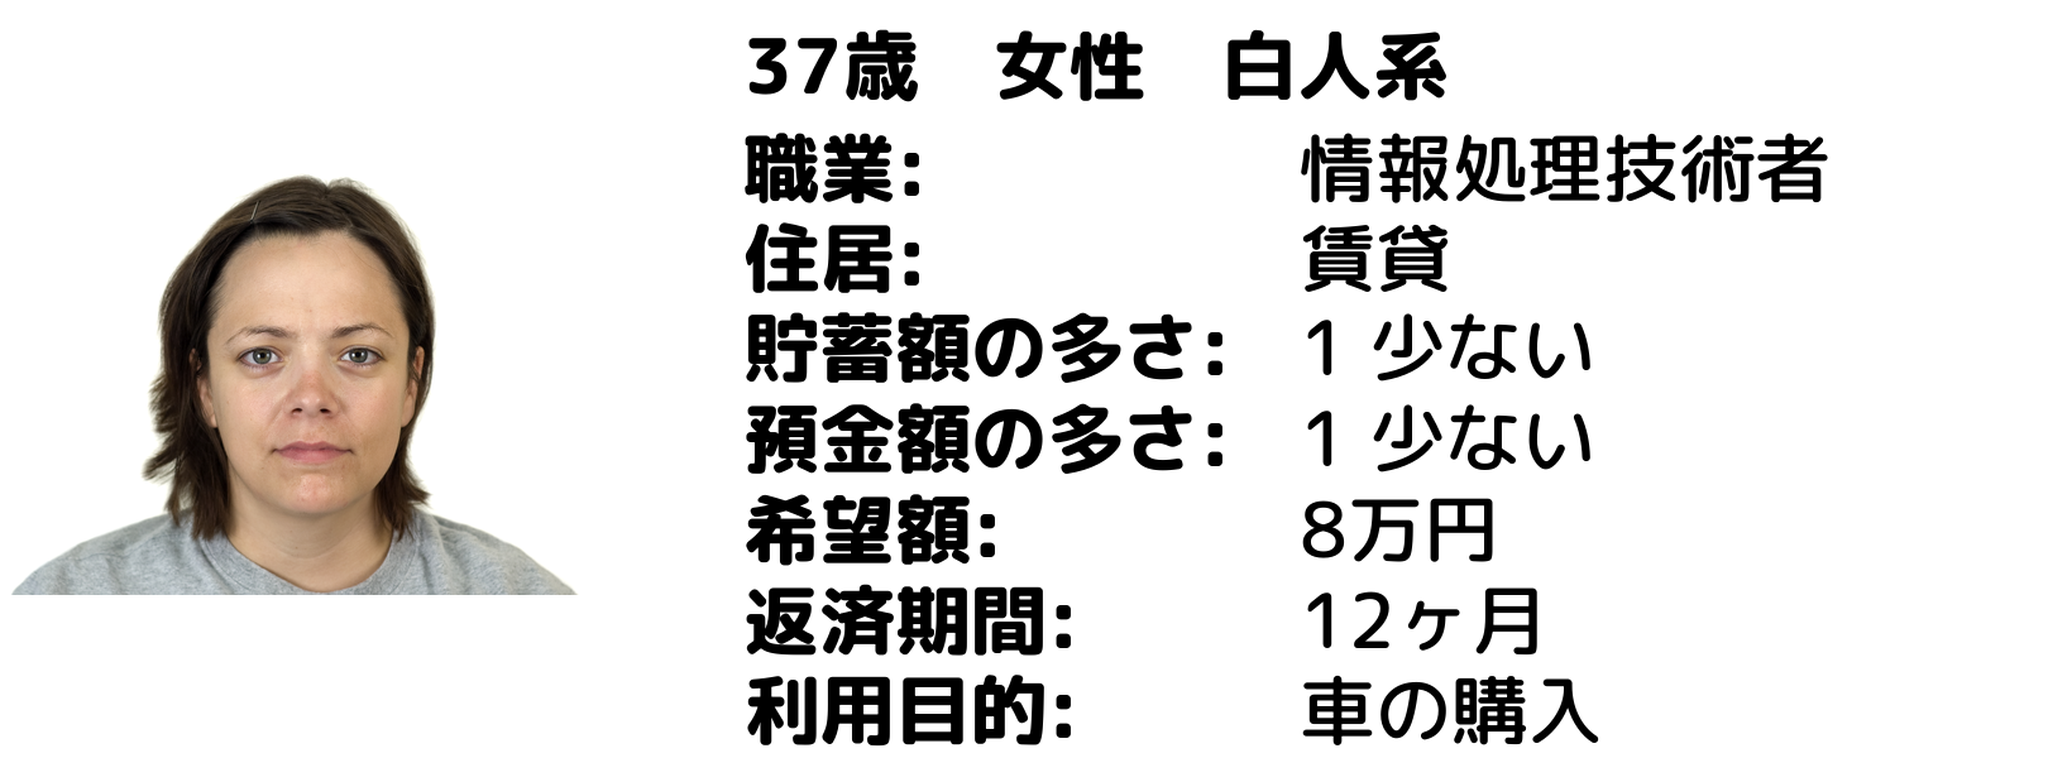 37歳　女性　白人系
職業: 情報処理技術者
住居: 賃貸
貯蓄額の多さ: 1 少ない
預金額の多さ: 1 少ない
希望額: 8万円
返済期間: 12ヶ月
利用目的: 車の購入